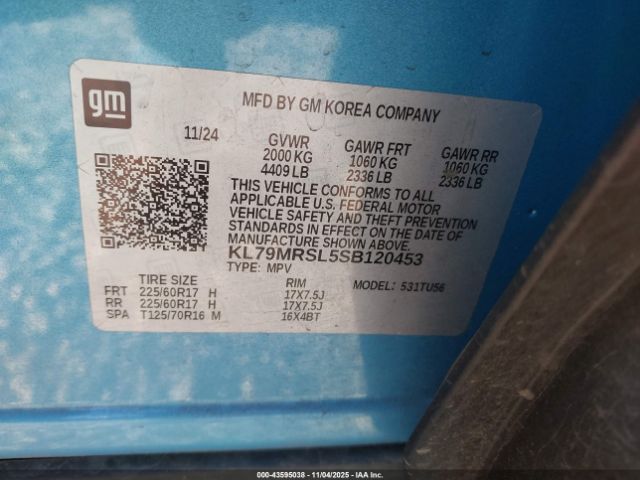 gm
MFD BY GM KOREA COMPANY
11/24 GVWR GAWR FRT GAWR RR
2000 KG 1060 KG 1060 KG
4409 LB 2336 LB 2336 LB
THIS VEHICLE CONFORMS TO ALL
APPLICABLE U.S. FEDERAL MOTOR
VEHICLE SAFETY AND THEFT PREVENTION
STANDARDS IN EFFECT ON THE DATE OF
MANUFACTURE SHOWN ABOVE.
KL79MRSL5SB120453
TYPE: MPV
TIRE SIZE RIM MODEL: 531TU56
FRT 225/60R17 H 17X7.5J
RR 225/60R17 H 17X7.5J
SPA T125/70R16 M 16X4BT
000-43595038 - 11/04/2025 - IAA Inc.